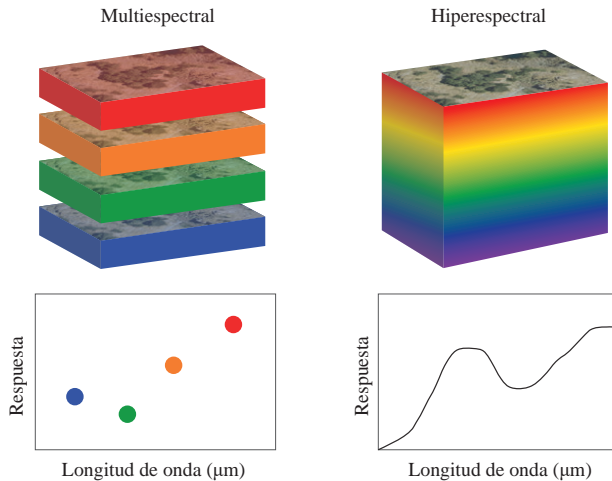 Multiespectral
Hiperespectral
Respuesta
Longitud de onda (μm)
Respuesta
Longitud de onda (μm)